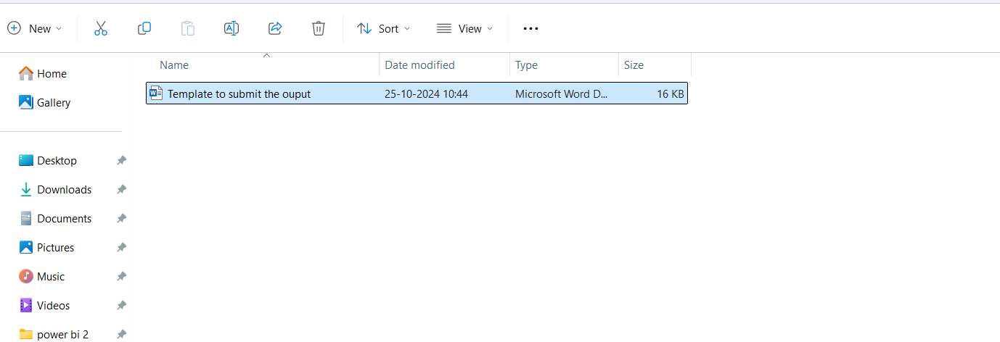 New Sort View
Name Date modified Type Size
Home
Template to submit the ouput 25-10-2024 10:44 Microsoft Word D... 16 KB
Gallery
Desktop
Downloads
Documents
Pictures
Music
Videos
power bi 2